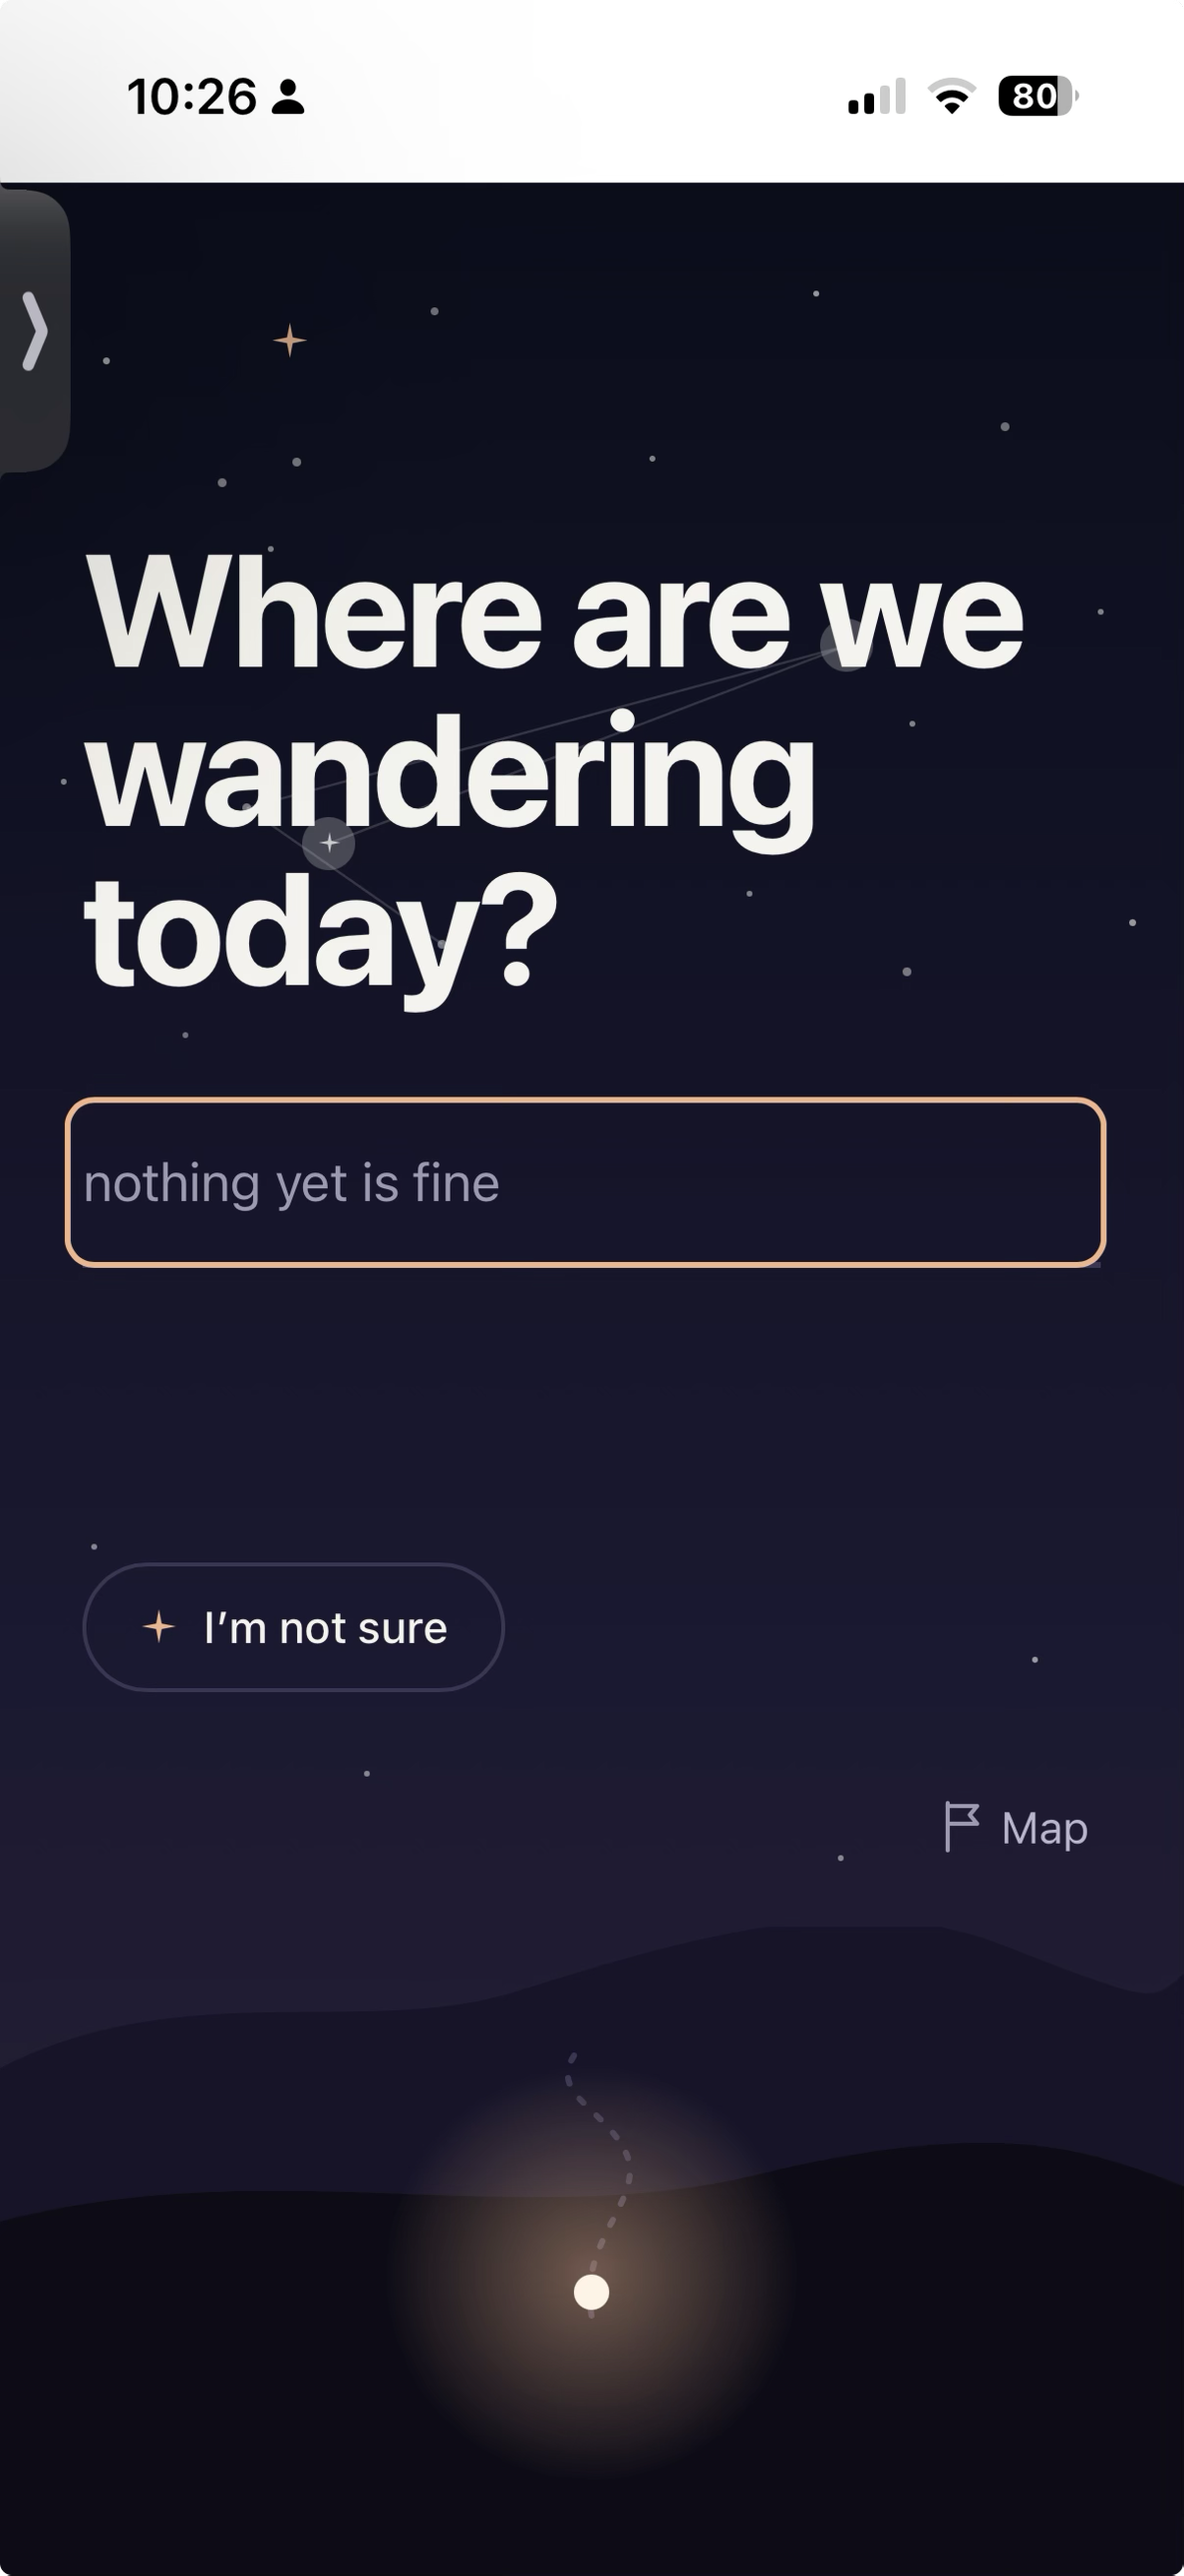 10:26
80
Where are we
wandering
today?
nothing yet is fine
I’m not sure
Map